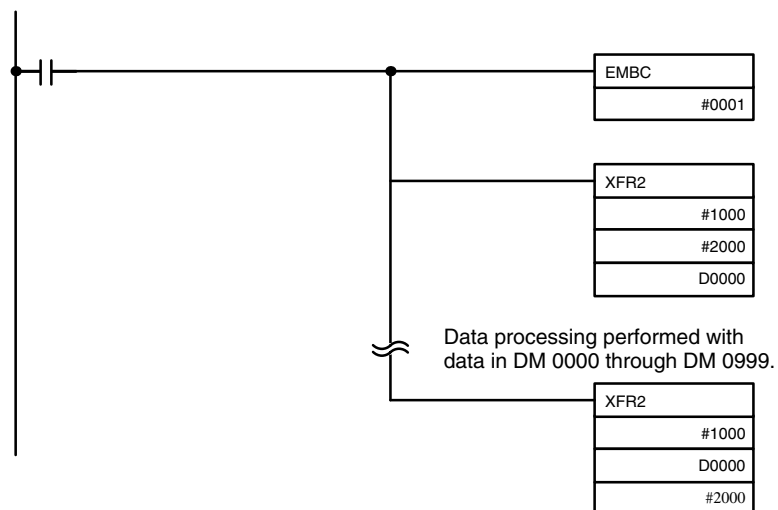 EMBC
#0001
XFR2
#1000
#2000
D0000
Data processing performed with
data in DM 0000 through DM 0999.
XFR2
#1000
D0000
#2000